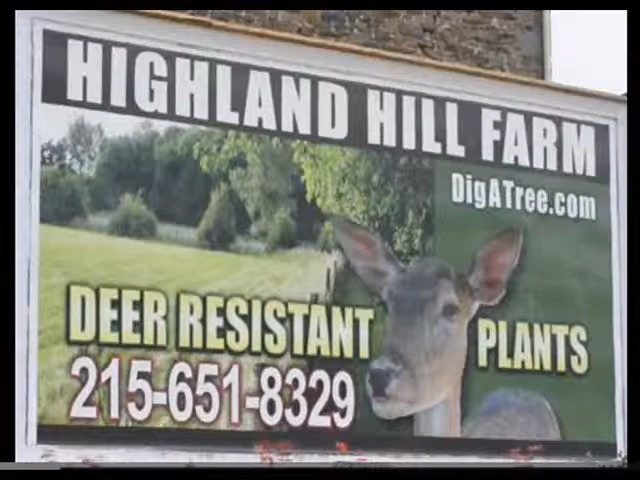 HIGHLAND HILL FARM
DigATree.com
DEER RESISTANT PLANTS
215-651-8329